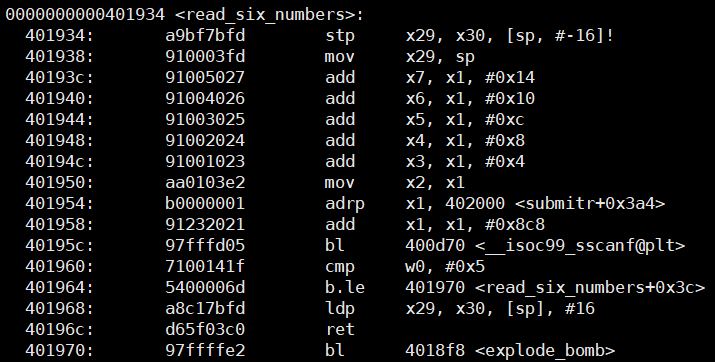 0000000000401934 <read_six_numbers>:
401934: a9bf7bfd stp x29, x30, [sp, #-16]!
401938: 910003fd mov x29, sp
40193c: 91005027 add x7, x1, #0x14
401940: 91004026 add x6, x1, #0x10
401944: 91003025 add x5, x1, #0xc
401948: 91002024 add x4, x1, #0x8
40194c: 91001023 add x3, x1, #0x4
401950: aa0103e2 mov x2, x1
401954: b0000001 adrp x1, 402000 <submitr+0x3a4>
401958: 91232021 add x1, x1, #0x8c8
40195c: 97fffd05 bl 400d70 <__isoc99_sscanf@plt>
401960: 7100141f cmp w0, #0x5
401964: 5400006d b.le 401970 <read_six_numbers+0x3c>
401968: a8c17bfd ldp x29, x30, [sp], #16
40196c: d65f03c0 ret
401970: 97ffffe2 bl 4018f8 <explode_bomb>